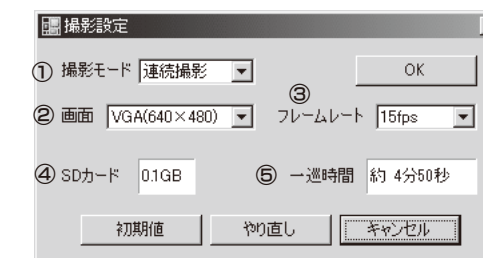 撮影設定
① 撮影モード 連続撮影 OK
② 画面 VGA(640×480) ③ フレームレート 15fps
④ SDカード 0.1GB ⑤ 一巡時間 約 4分50秒
初期値 やり直し キャンセル